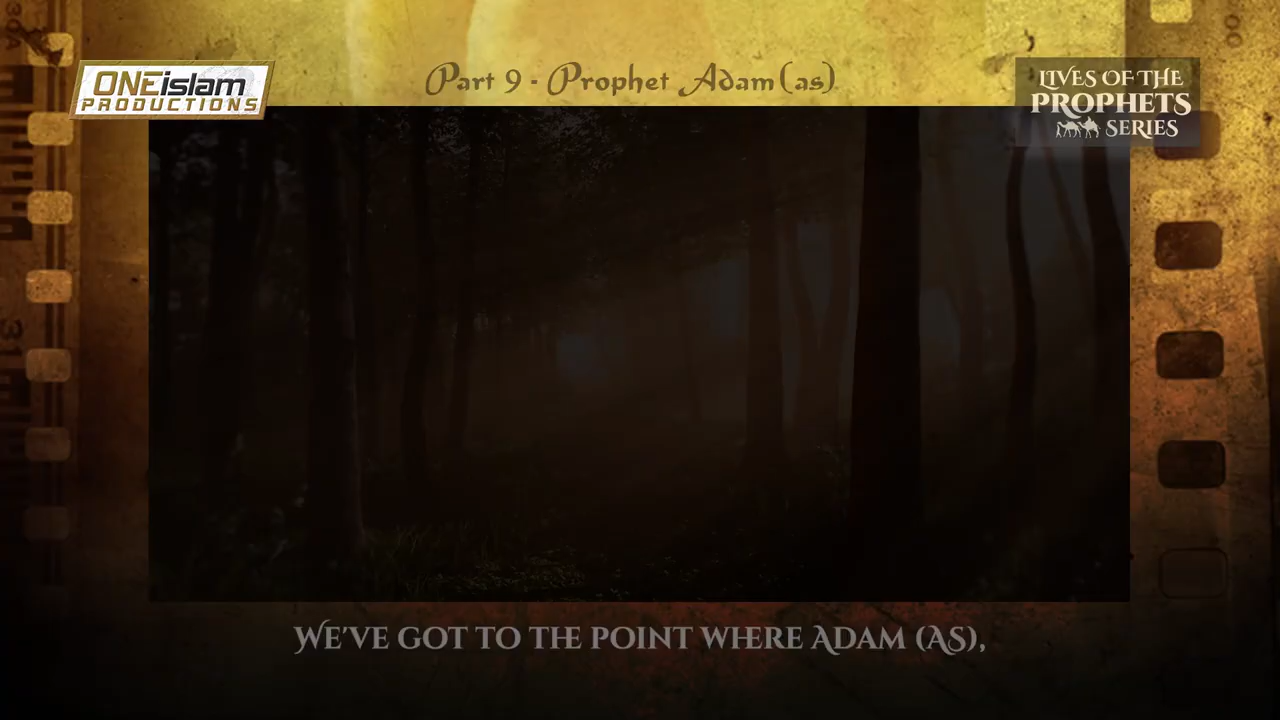 ONEislam
PRODUCTIONS
Part 9 - Prophet Adam (as)
LIVES OF THE
PROPHETS
SERIES
WE'VE GOT TO THE POINT WHERE ADAM (AS),